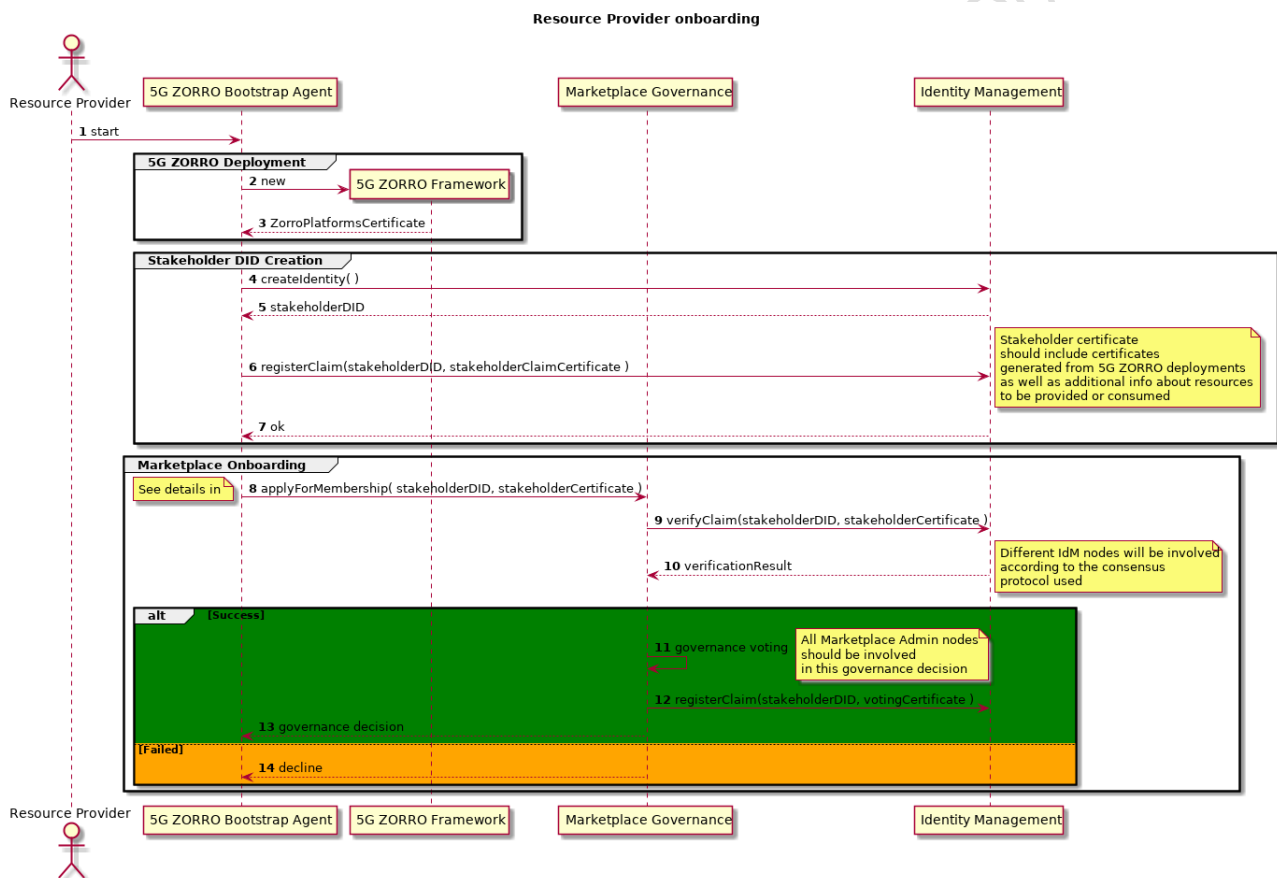 Resource Provider onboarding
Resource Provider
5G ZORRO Bootstrap Agent
Marketplace Governance
Identity Management
1 start
5G ZORRO Deployment
2 new
5G ZORRO Framework
3 ZorroPlatformsCertificate
Stakeholder DID Creation
4 createIdentity( )
5 stakeholderDID
Stakeholder certificate
should include certificates
generated from 5G ZORRO deployments
as well as additional info about resources
to be provided or consumed
6 registerClaim(stakeholderDID, stakeholderClaimCertificate )
7 ok
Marketplace Onboarding
See details in
8 applyForMembership( stakeholderDID, stakeholderCertificate )
9 verifyClaim(stakeholderDID, stakeholderCertificate )
Different IdM nodes will be involved
according to the consensus
protocol used
10 verificationResult
alt
[Success]
11 governance voting
All Marketplace Admin nodes
should be involved
in this governance decision
12 registerClaim(stakeholderDID, votingCertificate )
13 governance decision
[Failed]
14 decline
Resource Provider
5G ZORRO Bootstrap Agent
5G ZORRO Framework
Marketplace Governance
Identity Management